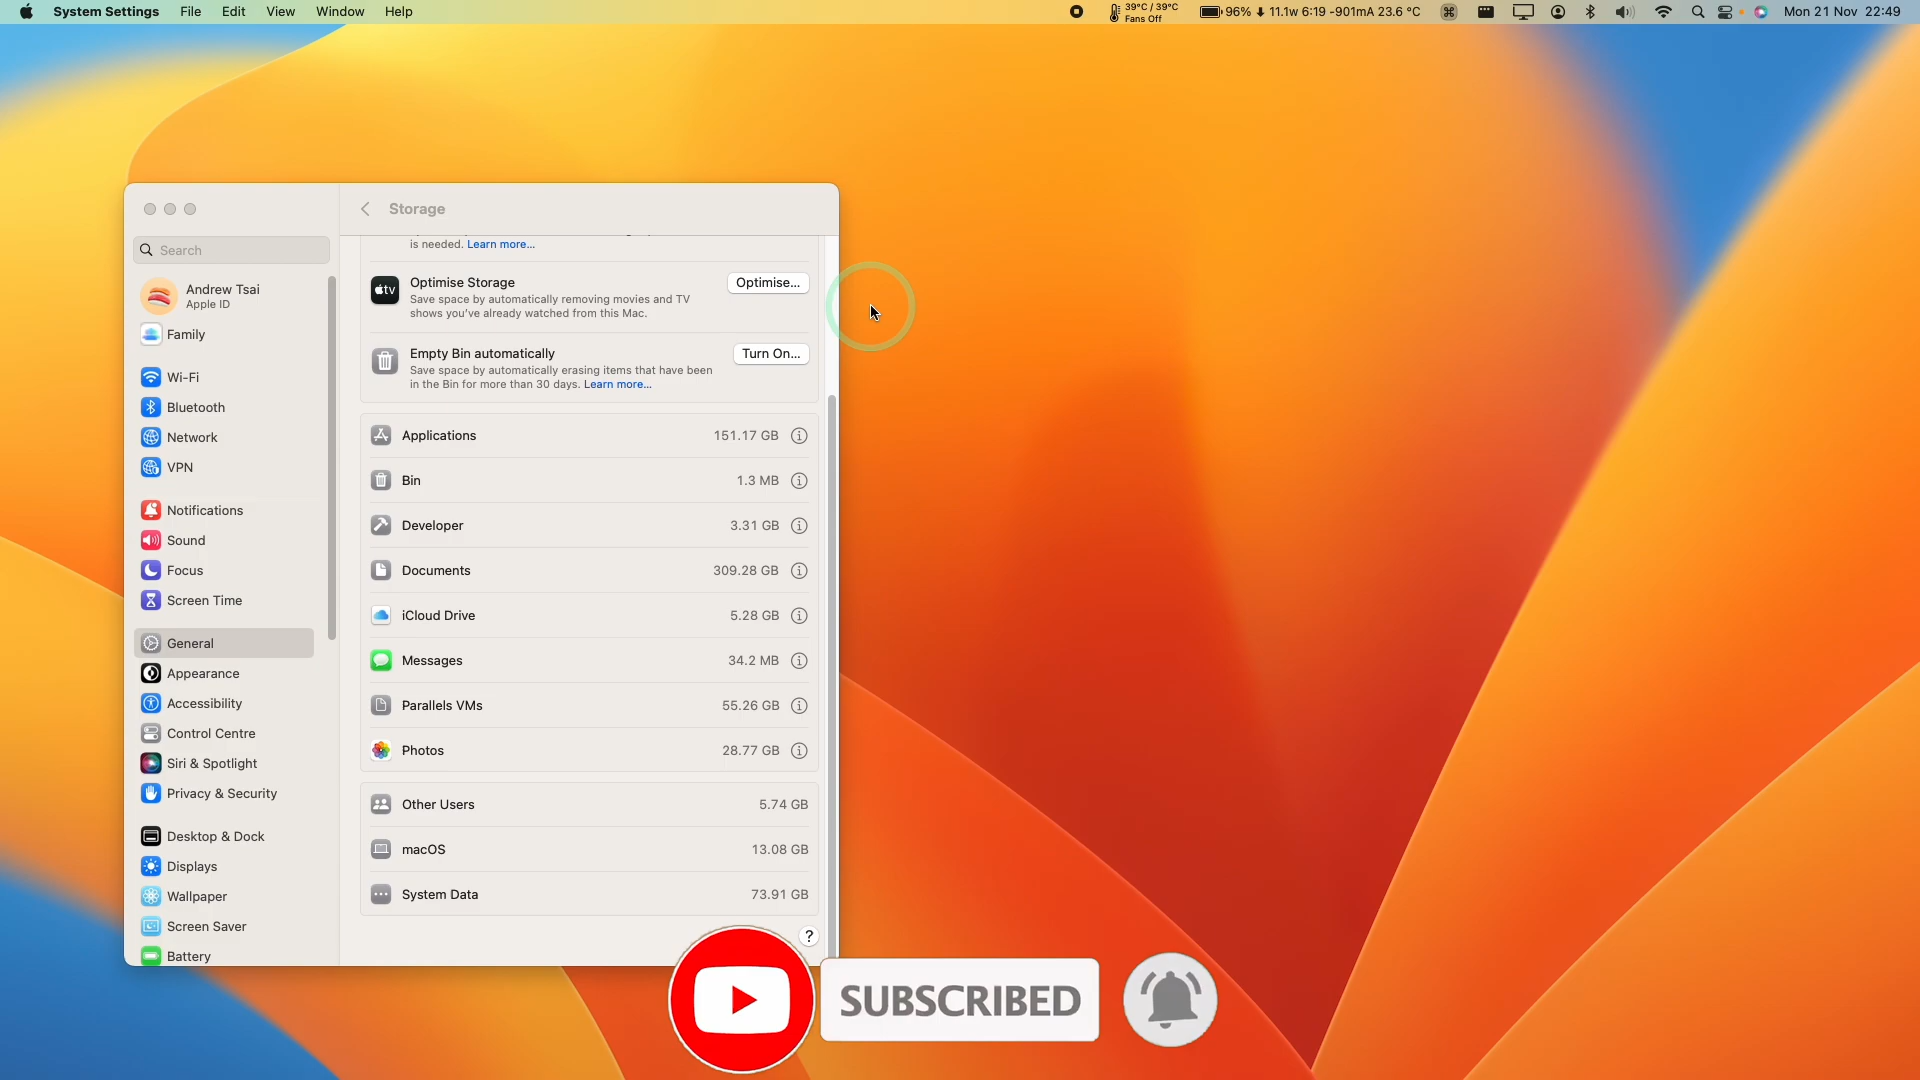 System Settings File Edit View Window Help
39°C / 39°C
Fans Off
96% 11.1w 6:19 -901mA 23.6 °C
Mon 21 Nov 22:49
Storage
Search
Andrew Tsai
Apple ID
Family
Wi-Fi
Bluetooth
Network
VPN
Notifications
Sound
Focus
Screen Time
General
Appearance
Accessibility
Control Centre
Siri & Spotlight
Privacy & Security
Desktop & Dock
Displays
Wallpaper
Screen Saver
Battery
is needed. Learn more...
tv
Optimise Storage
Optimise...
Save space by automatically removing movies and TV
shows you've already watched from this Mac.
Empty Bin automatically
Turn On...
Save space by automatically erasing items that have been
in the Bin for more than 30 days. Learn more...
Applications 151.17 GB
Bin 1.3 MB
Developer 3.31 GB
Documents 309.28 GB
iCloud Drive 5.28 GB
Messages 34.2 MB
Parallels VMs 55.26 GB
Photos 28.77 GB
Other Users 5.74 GB
macOS 13.08 GB
System Data 73.91 GB
?
SUBSCRIBED